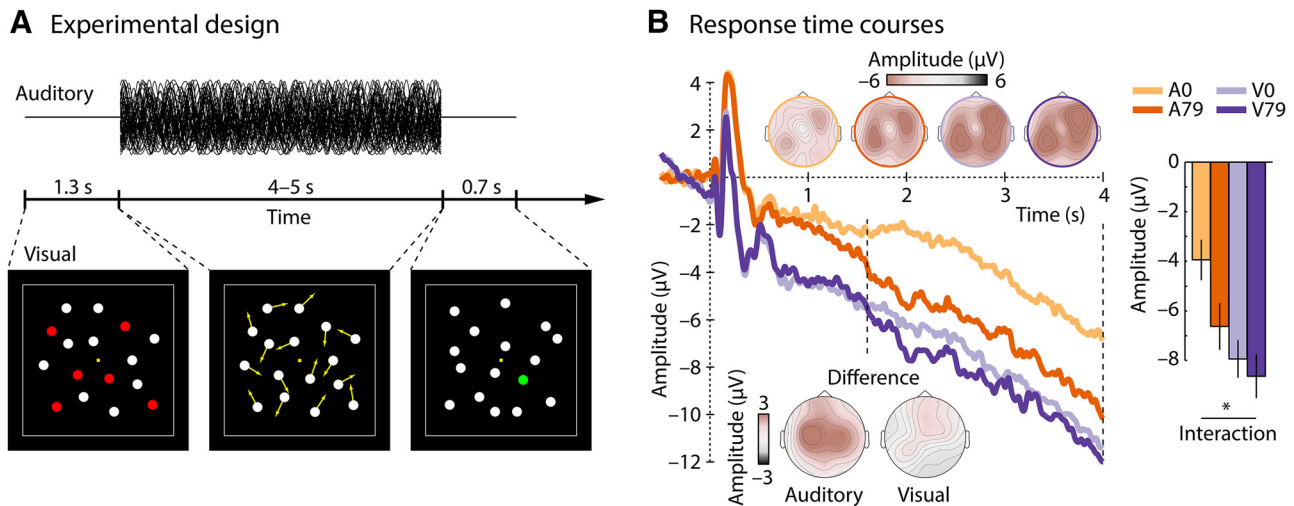 A Experimental design
Auditory
1.3 s
4–5 s
0.7 s
Time
Visual
B Response time courses
Amplitude (μV)
−6
6
A0
V0
A79
V79
4
2
−2
−4
−6
−8
−10
−12
Amplitude (μV)
1
2
3
4
Time (s)
Difference
Amplitude (μV)
3
−3
Auditory
Visual
0
−2
−4
−6
−8
Amplitude (μV)
*
Interaction